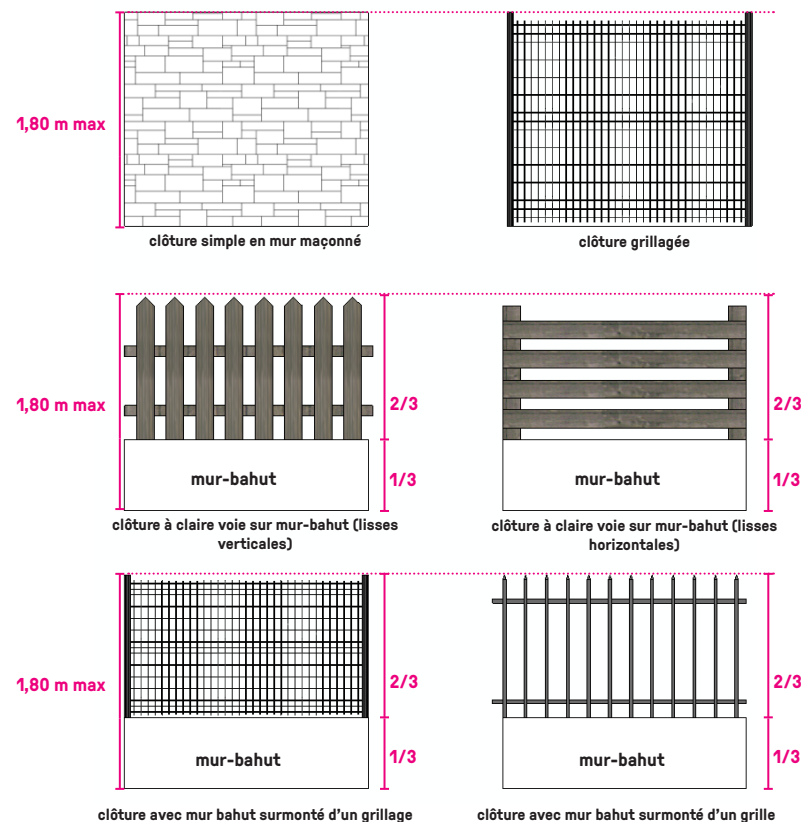 1,80 m max
clôture simple en mur maçonné
clôture grillagée
1,80 m max
2/3
2/3
mur-bahut
1/3
mur-bahut
1/3
clôture à claire voie sur mur-bahut (lisses
verticales)
clôture à claire voie sur mur-bahut (lisses
horizontales)
1,80 m max
2/3
2/3
mur-bahut
1/3
mur-bahut
1/3
clôture avec mur bahut surmonté d'un grillage
clôture avec mur bahut surmonté d'un grille